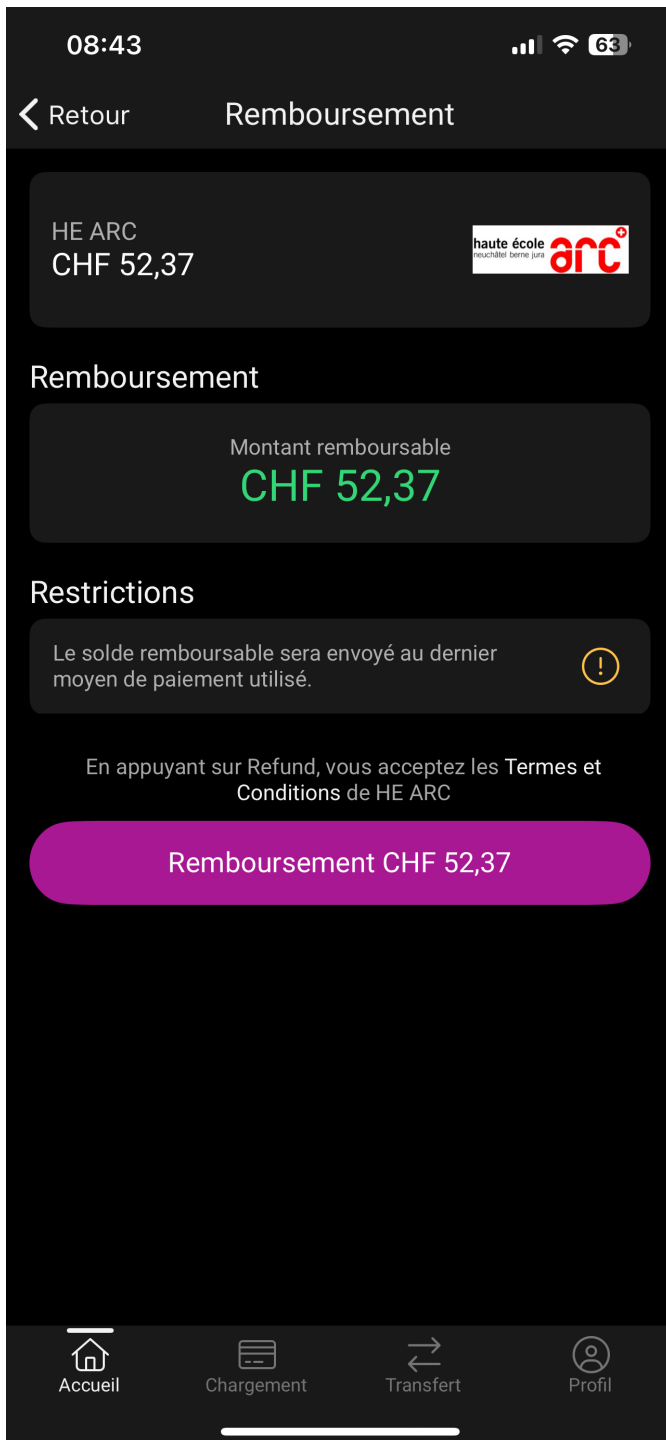 08:43
63
Retour
Remboursement
HE ARC
CHF 52,37
haute école
neuchâtel berne jura
arc
Remboursement
Montant remboursable
CHF 52,37
Restrictions
Le solde remboursable sera envoyé au dernier
moyen de paiement utilisé.
En appuyant sur Refund, vous acceptez les Termes et
Conditions de HE ARC
Remboursement CHF 52,37
Accueil
Chargement
Transfert
Profil